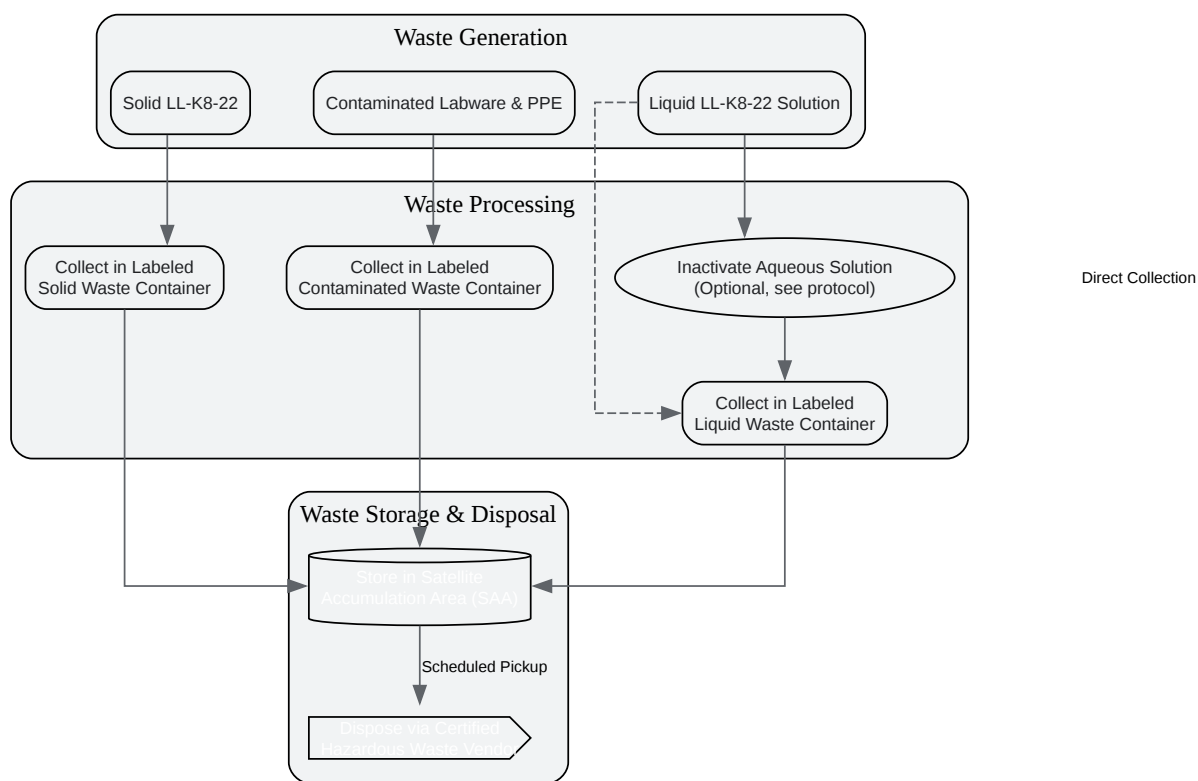 Waste Generation
Solid LL-K8-22
Contaminated Labware & PPE
Liquid LL-K8-22 Solution
Waste Processing
Collect in Labeled
Solid Waste Container
Collect in Labeled
Contaminated Waste Container
Inactivate Aqueous Solution
(Optional, see protocol)
Direct Collection
Collect in Labeled
Liquid Waste Container
Waste Storage & Disposal
Store in Satellite
Accumulation Area (SAA)
Scheduled Pickup
Dispose via Certified
Hazardous Waste Vendor